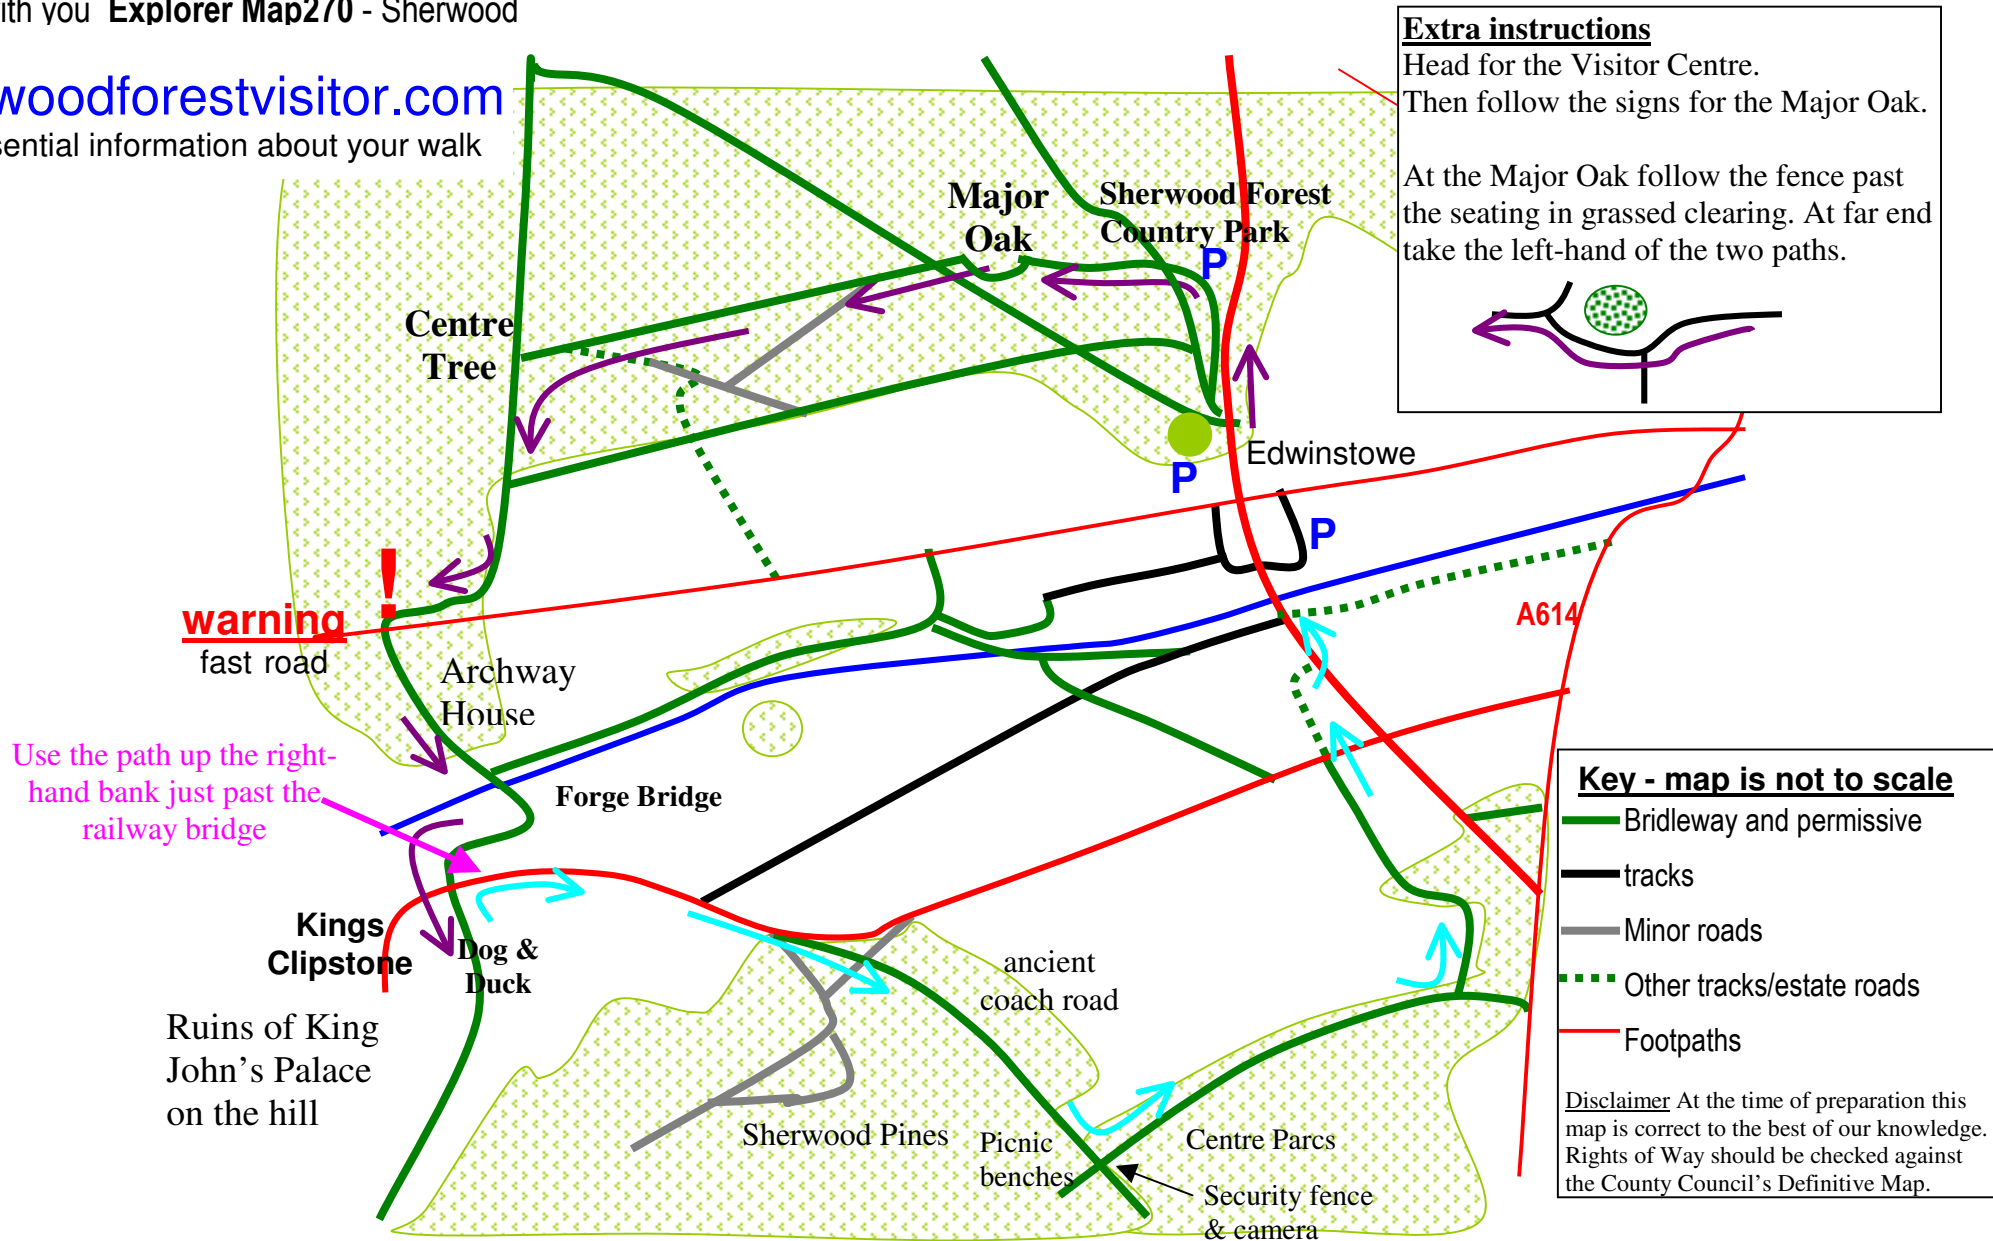 ith you Explorer Map270 - Sherwood
woodforestvisitor.com
sential information about your walk
Extra instructions
Head for the Visitor Centre.
Then follow the signs for the Major Oak.
At the Major Oak follow the fence past
the seating in grassed clearing. At far end
take the left-hand of the two paths.
Major
Oak
Sherwood Forest
Country Park
P
Centre
Tree
Edwinstowe
P
P
!
warning
fast road
A614
Archway
House
Use the path up the right-
hand bank just past the
railway bridge
Forge Bridge
Kings
Clipstone
Dog &
Duck
Ruins of King
John's Palace
on the hill
ancient
coach road
Sherwood Pines
Picnic
benches
Centre Parcs
Security fence
& camera
Key - map is not to scale
Bridleway and permissive
tracks
Minor roads
Other tracks/estate roads
Footpaths
Disclaimer At the time of preparation this
map is correct to the best of our knowledge.
Rights of Way should be checked against
the County Council's Definitive Map.